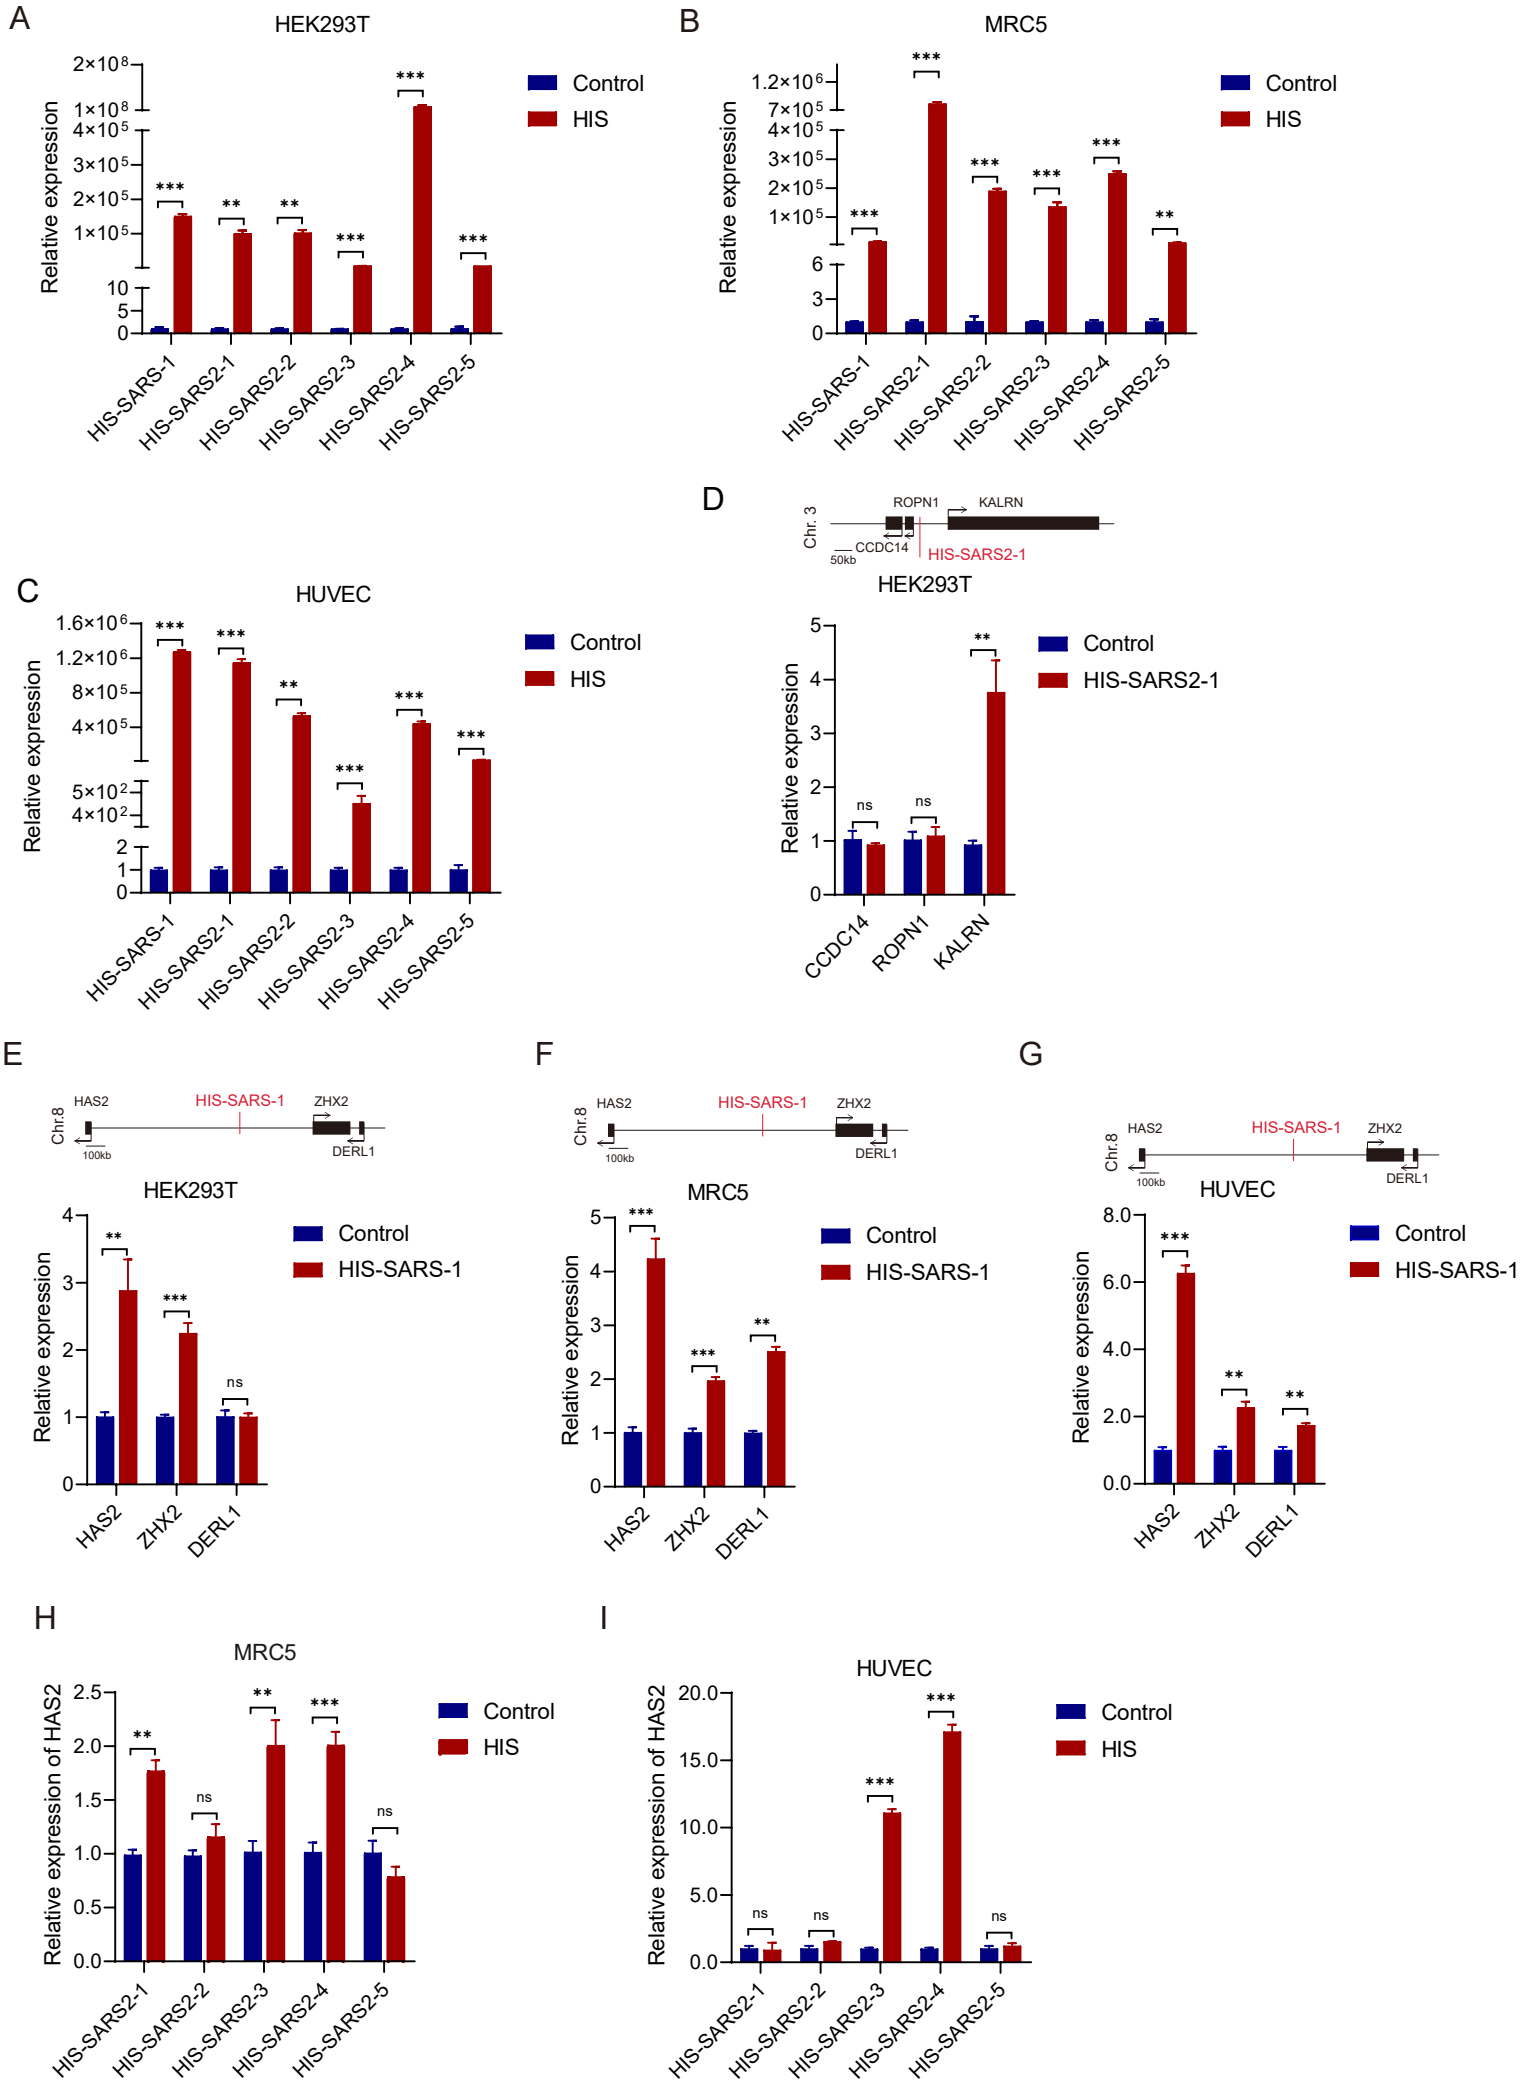 A
HEK293T
Relative expression
2×10⁸
1×10⁸
4×10⁵
3×10⁵
2×10⁵
1×10⁵
10
5
0
*** ** ** *** *** ***
HIS-SARS-1
HIS-SARS2-1
HIS-SARS2-2
HIS-SARS2-3
HIS-SARS2-4
HIS-SARS2-5
Control
HIS
B
MRC5
Relative expression
1.2×10⁶
7×10⁵
4×10⁵
3×10⁵
2×10⁵
1×10⁵
6
3
0
*** *** *** *** *** **
HIS-SARS-1
HIS-SARS2-1
HIS-SARS2-2
HIS-SARS2-3
HIS-SARS2-4
HIS-SARS2-5
Control
HIS
C
HUVEC
Relative expression
1.6×10⁶
1.2×10⁶
8×10⁵
4×10⁵
5×10²
4×10²
2
1
0
*** *** ** *** *** ***
HIS-SARS-1
HIS-SARS2-1
HIS-SARS2-2
HIS-SARS2-3
HIS-SARS2-4
HIS-SARS2-5
Control
HIS
D
Chr. 3
ROPN1 KALRN
CCDC14
50kb
HIS-SARS2-1
HEK293T
Relative expression
5
4
3
2
1
0
ns ns **
CCDC14
ROPN1
KALRN
Control
HIS-SARS2-1
E
Chr.8
HAS2 HIS-SARS-1 ZHX2
100kb DERL1
HEK293T
Relative expression
4
3
2
1
0
** *** ns
HAS2
ZHX2
DERL1
Control
HIS-SARS-1
F
Chr.8
HAS2 HIS-SARS-1 ZHX2
100kb DERL1
MRC5
Relative expression
5
4
3
2
1
0
*** *** **
HAS2
ZHX2
DERL1
Control
HIS-SARS-1
G
Chr.8
HAS2 HIS-SARS-1 ZHX2
100kb DERL1
HUVEC
Relative expression
8.0
6.0
4.0
2.0
0.0
*** ** **
HAS2
ZHX2
DERL1
Control
HIS-SARS-1
H
MRC5
Relative expression of HAS2
2.5
2.0
1.5
1.0
0.5
0.0
** ns ** *** ns
HIS-SARS2-1
HIS-SARS2-2
HIS-SARS2-3
HIS-SARS2-4
HIS-SARS2-5
Control
HIS
I
HUVEC
Relative expression of HAS2
20.0
15.0
10.0
5.0
0.0
ns ns *** *** ns
HIS-SARS2-1
HIS-SARS2-2
HIS-SARS2-3
HIS-SARS2-4
HIS-SARS2-5
Control
HIS